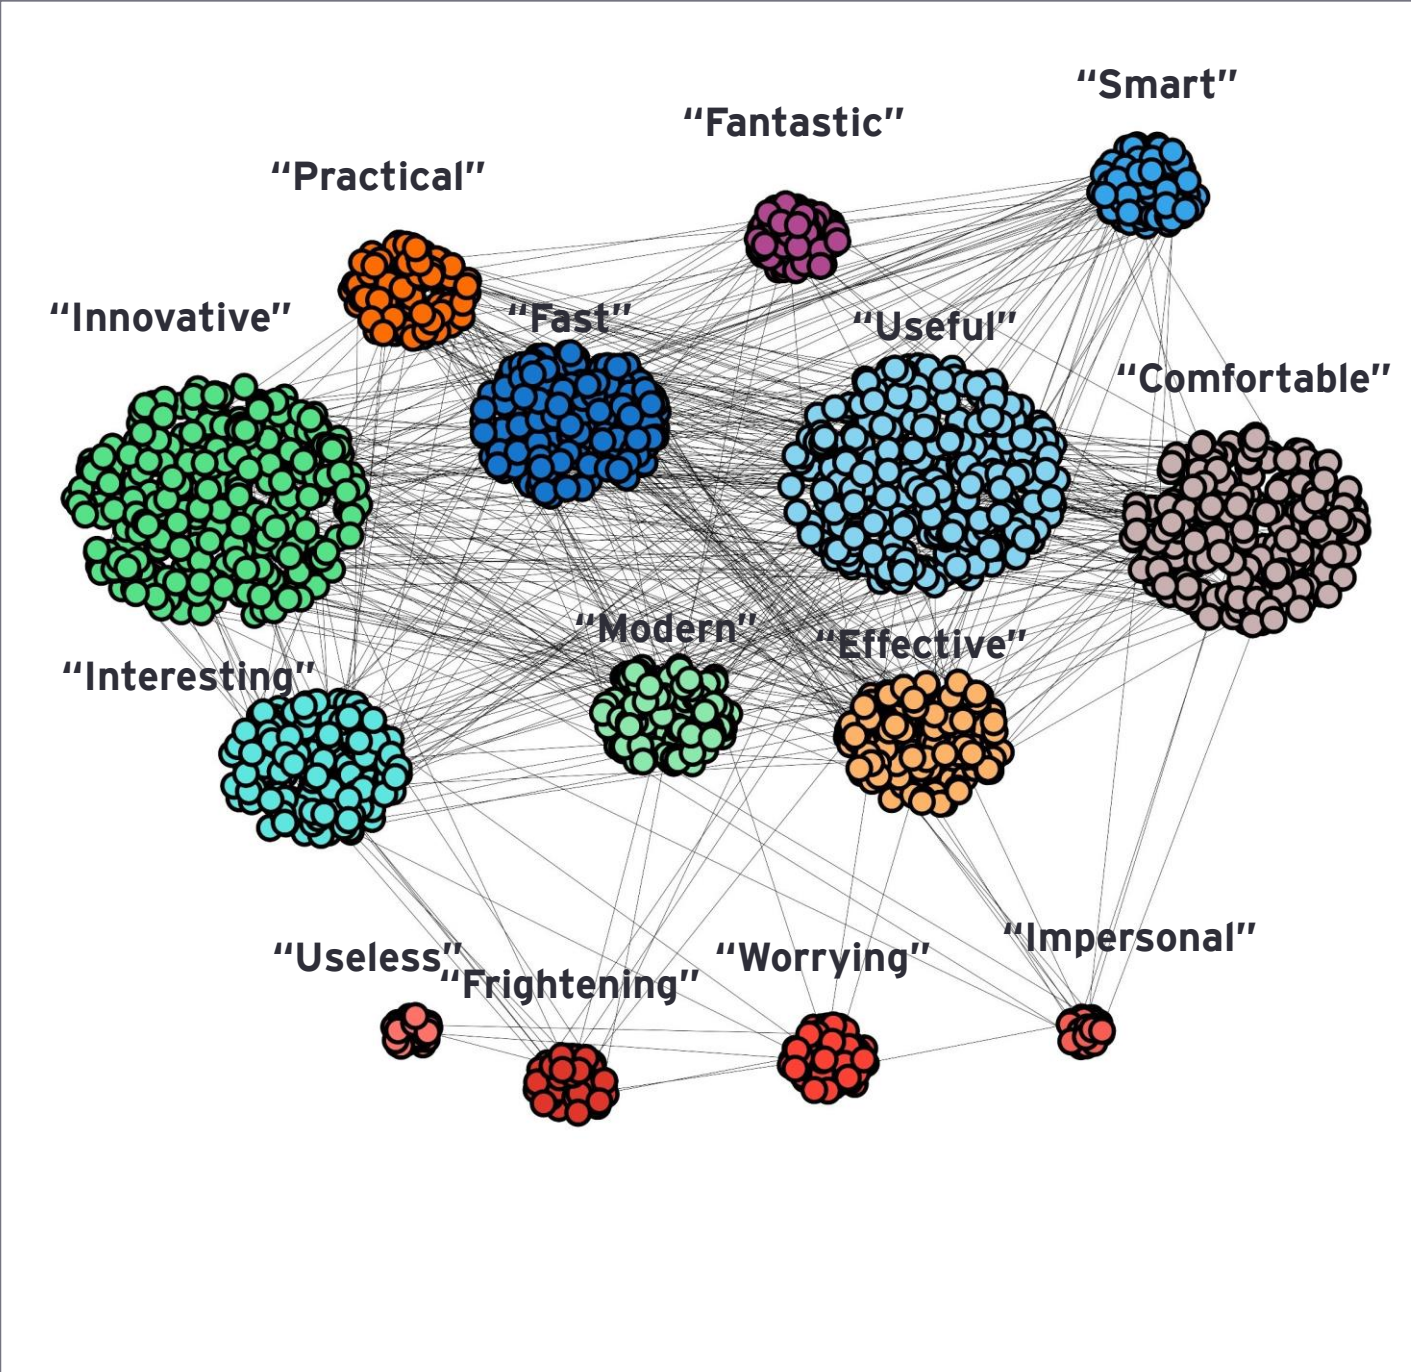 “Smart”
“Fantastic”
“Practical”
“Innovative”
“Fast”
“Useful”
“Comfortable”
“Modern”
“Effective”
“Interesting”
“Useless”
“Frightening”
“Worrying”
“Impersonal”